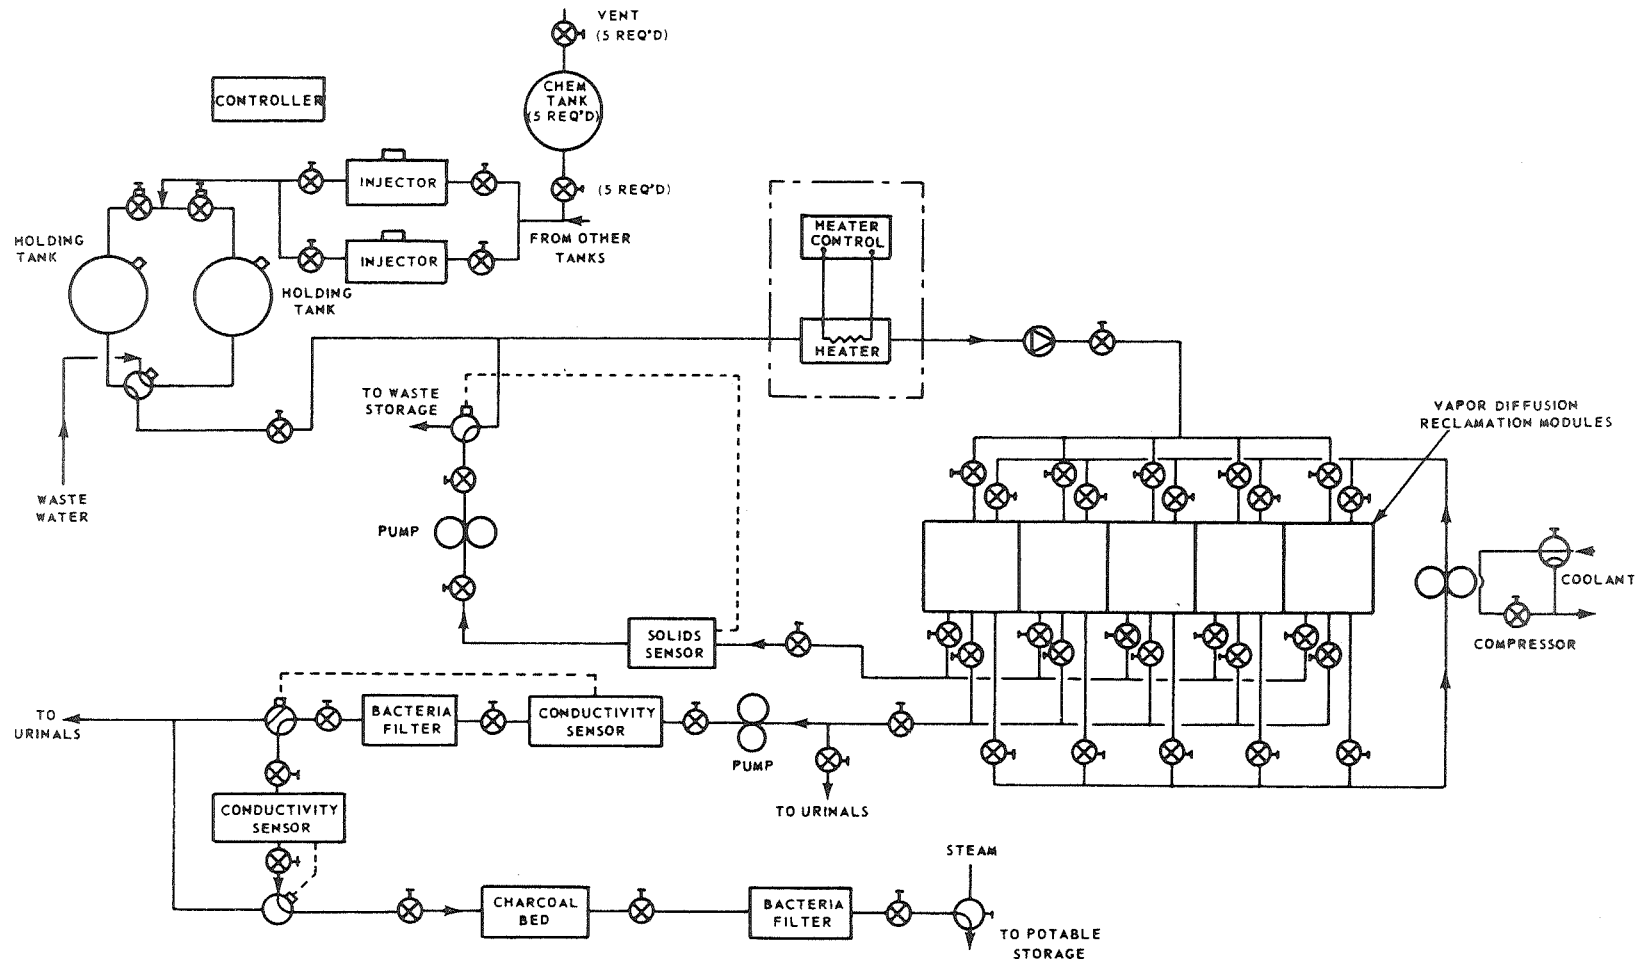 VENT
(5 REQ'D)
CHEM
TANK
(5 REQ'D)
CONTROLLER
INJECTOR
(5 REQ'D)
HOLDING
TANK
FROM OTHER
TANKS
INJECTOR
HOLDING
TANK
HEATER
CONTROL
HEATER
TO WASTE
STORAGE
VAPOR DIFFUSION
RECLAMATION MODULES
WASTE
WATER
PUMP
COOLANT
COMPRESSOR
SOLIDS
SENSOR
TO
URINALS
BACTERIA
FILTER
CONDUCTIVITY
SENSOR
PUMP
TO URINALS
CONDUCTIVITY
SENSOR
STEAM
CHARCOAL
BED
BACTERIA
FILTER
TO POTABLE
STORAGE